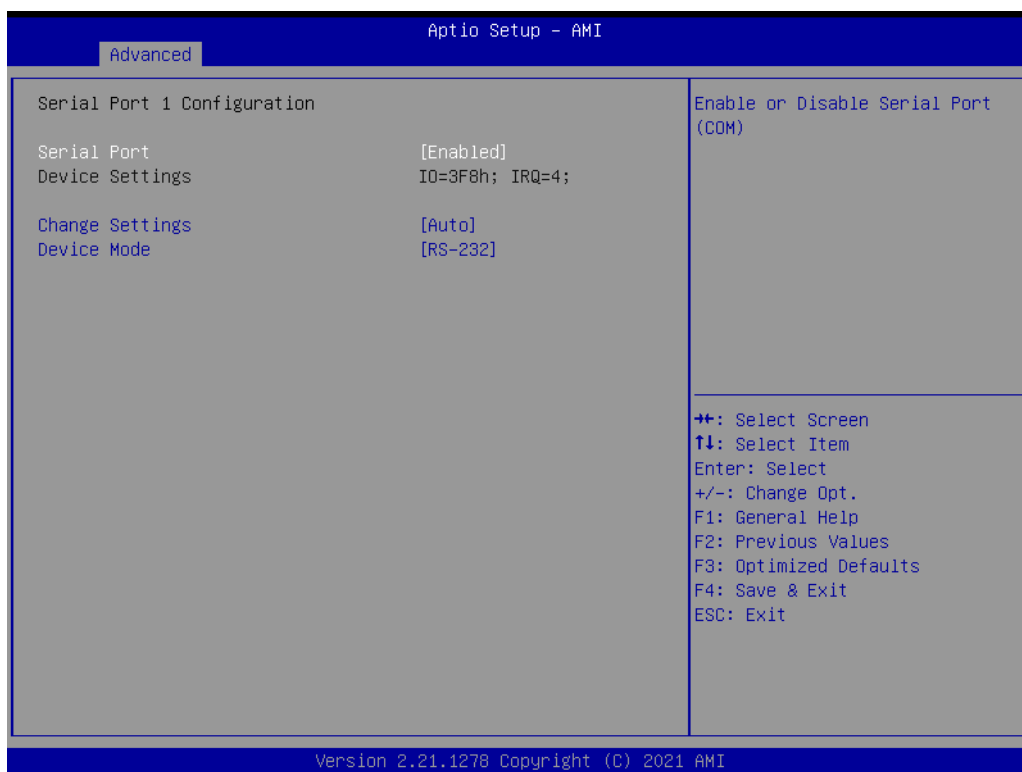 Aptio Setup – AMI
Advanced
Serial Port 1 Configuration
Serial Port [Enabled]
Device Settings IO=3F8h; IRQ=4;
Change Settings [Auto]
Device Mode [RS-232]
Enable or Disable Serial Port
(COM)
→←: Select Screen
↑↓: Select Item
Enter: Select
+/-: Change Opt.
F1: General Help
F2: Previous Values
F3: Optimized Defaults
F4: Save & Exit
ESC: Exit
Version 2.21.1278 Copyright (C) 2021 AMI